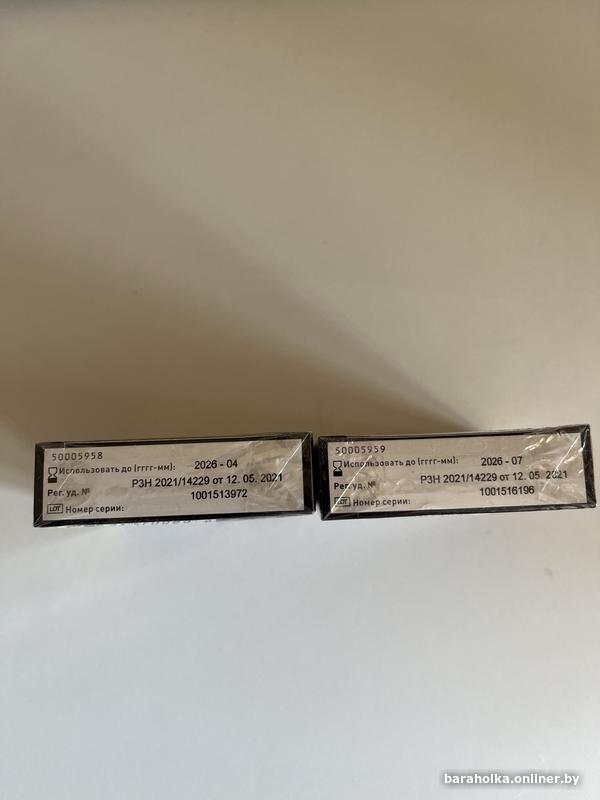 50005958
Использовать до (гггг-мм): 2026 - 04
Рег. уд. № РЗН 2021/14229 от 12. 05. 2021
LOT Номер серии: 1001513972
50005959
Использовать до (гггг-мм): 2026 - 07
Рег. уд. № РЗН 2021/14229 от 12. 05. 2021
LOT Номер серии: 1001516196
baraholka.onliner.by